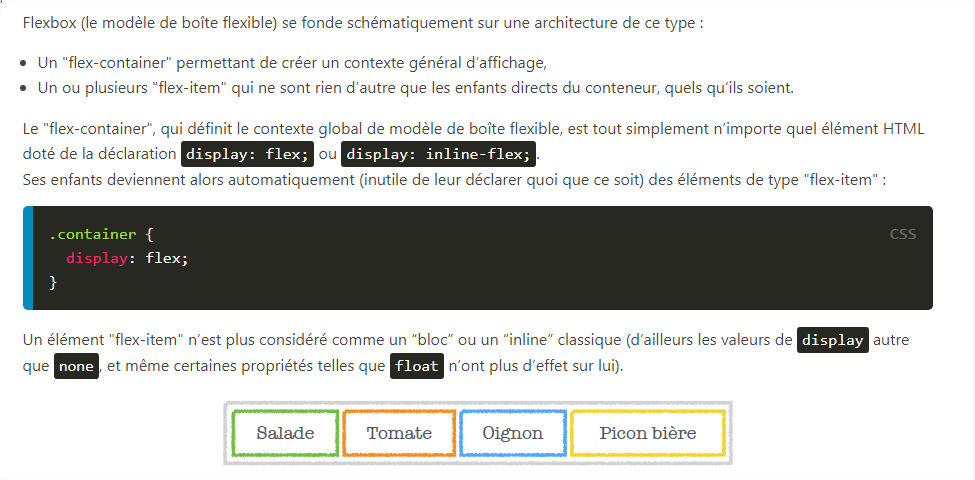 Flexbox (le modèle de boîte flexible) se fonde schématiquement sur une architecture de ce type :
Un "flex-container" permettant de créer un contexte général d’affichage,
Un ou plusieurs "flex-item" qui ne sont rien d’autre que les enfants directs du conteneur, quels qu’ils soient.
Le "flex-container", qui définit le contexte global de modèle de boîte flexible, est tout simplement n’importe quel élément HTML
doté de la déclaration display: flex; ou display: inline-flex;.
Ses enfants deviennent alors automatiquement (inutile de leur déclarer quoi que ce soit) des éléments de type "flex-item" :
CSS
.container {
display: flex;
}
Un élément "flex-item" n’est plus considéré comme un “bloc” ou un “inline” classique (d’ailleurs les valeurs de display autre
que none, et même certaines propriétés telles que float n’ont plus d’effet sur lui).
Salade Tomate Oignon Picon bière